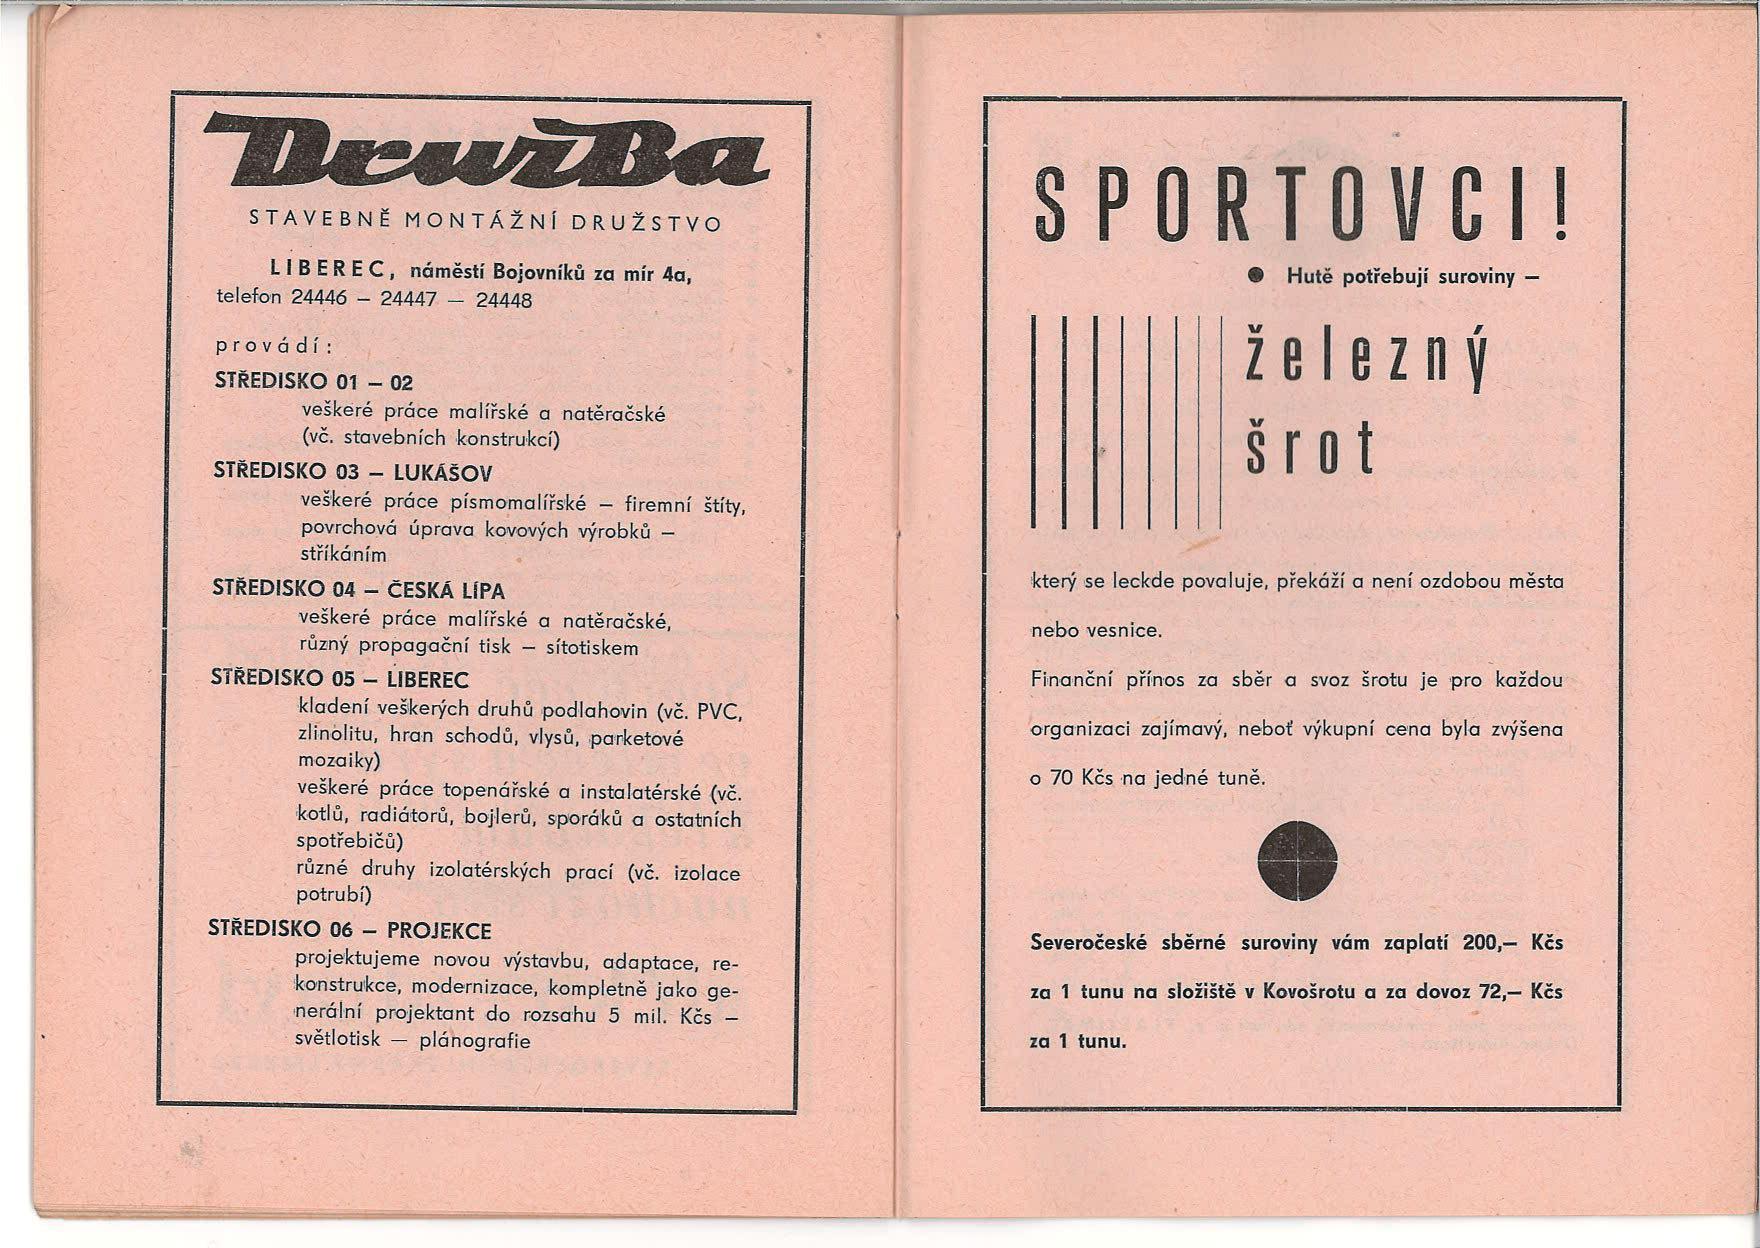 DružBa
STAVEBNĚ MONTÁŽNÍ DRUŽSTVO
LIBEREC, náměstí Bojovníků za mír 4a,
telefon 24446 – 24447 — 24448
provádí:
STŘEDISKO 01 – 02
veškeré práce malířské a natěračské
(vč. stavebních konstrukcí)
STŘEDISKO 03 – LUKÁŠOV
veškeré práce písmomalířské – firemní štíty,
povrchová úprava kovových výrobků –
stříkáním
STŘEDISKO 04 – ČESKÁ LÍPA
veškeré práce malířské a natěračské,
různý propagační tisk – sítotiskem
STŘEDISKO 05 – LIBEREC
kladení veškerých druhů podlahovin (vč. PVC,
zlinolitu, hran schodů, vlysů, parketové
mozaiky)
veškeré práce topenářské a instalatérské (vč.
kotlů, radiátorů, bojlerů, sporáků a ostatních
spotřebičů)
různé druhy izolatérských prací (vč. izolace
potrubí)
STŘEDISKO 06 – PROJEKCE
projektujeme novou výstavbu, adaptace, re-
konstrukce, modernizace, kompletně jako ge-
nerální projektant do rozsahu 5 mil. Kčs –
světlotisk — plánografie
SPORTOVCI!
● Hutě potřebují suroviny –
železný
šrot
který se leckde povaluje, překáží a není ozdobou města
nebo vesnice.
Finanční přínos za sběr a svoz šrotu je pro každou
organizaci zajímavý, neboť výkupní cena byla zvýšena
o 70 Kčs na jedné tuně.
Severočeské sběrné suroviny vám zaplatí 200,– Kčs
za 1 tunu na složiště v Kovošrotu a za dovoz 72,– Kčs
za 1 tunu.